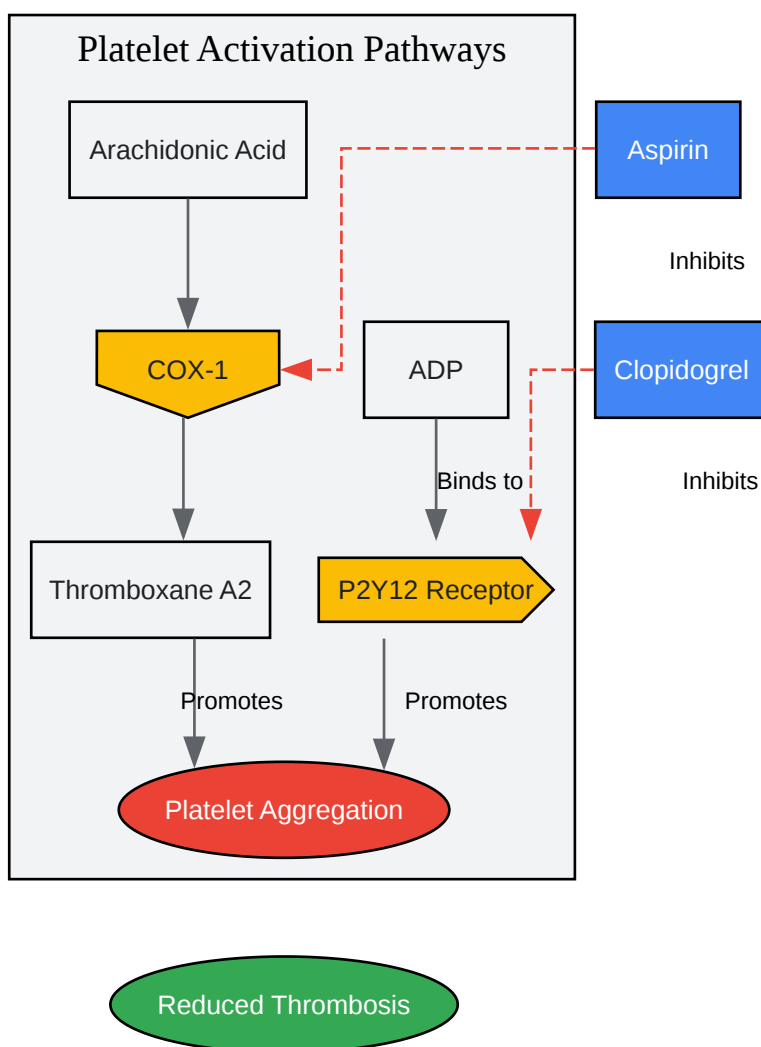 Platelet Activation Pathways
Arachidonic Acid
Aspirin
Inhibits
COX-1
ADP
Clopidogrel
Binds to
Inhibits
Thromboxane A2
P2Y12 Receptor
Promotes
Promotes
Platelet Aggregation
Reduced Thrombosis